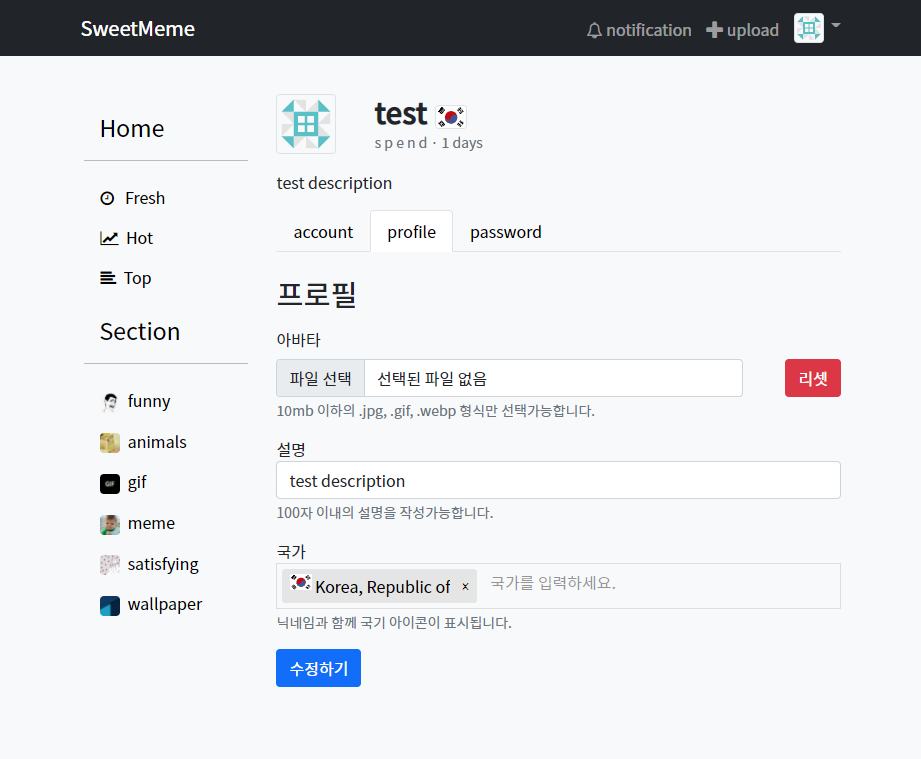 SweetMeme
notification
upload
Home
Fresh
Hot
Top
Section
funny
animals
GIF
gif
meme
satisfying
wallpaper
test
spend · 1 days
test description
account
profile
password
프로필
아바타
파일 선택
선택된 파일 없음
리셋
10mb 이하의 .jpg, .gif, .webp 형식만 선택가능합니다.
설명
test description
100자 이내의 설명을 작성가능합니다.
국가
Korea, Republic of ×
국가를 입력하세요.
닉네임과 함께 국기 아이콘이 표시됩니다.
수정하기